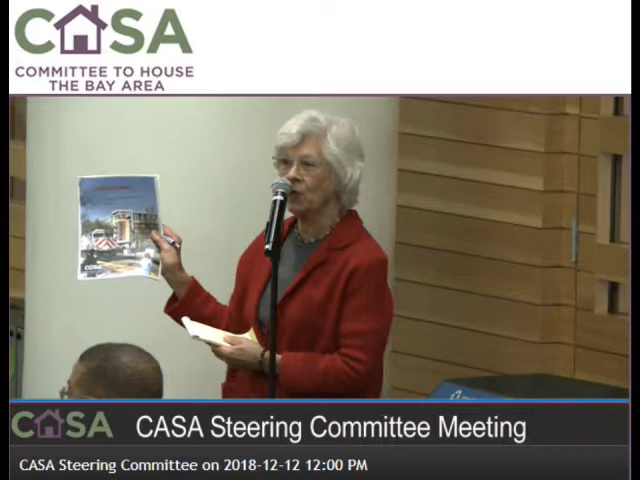 CASA
COMMITTEE TO HOUSE
THE BAY AREA
CASA
CASA Steering Committee Meeting
CASA Steering Committee on 2018-12-12 12:00 PM